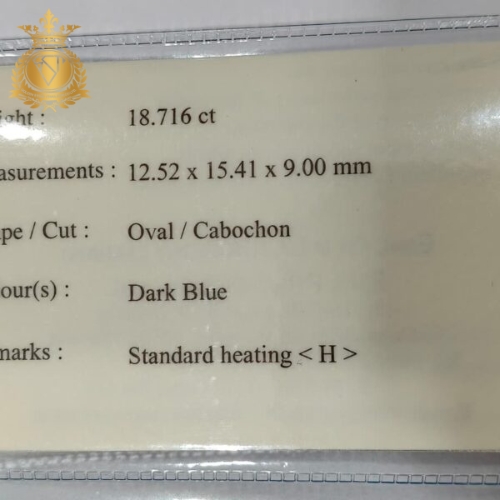 ight : 18.716 ct
asurements : 12.52 x 15.41 x 9.00 mm
ape / Cut : Oval / Cabochon
our(s) : Dark Blue
marks : Standard heating < H >